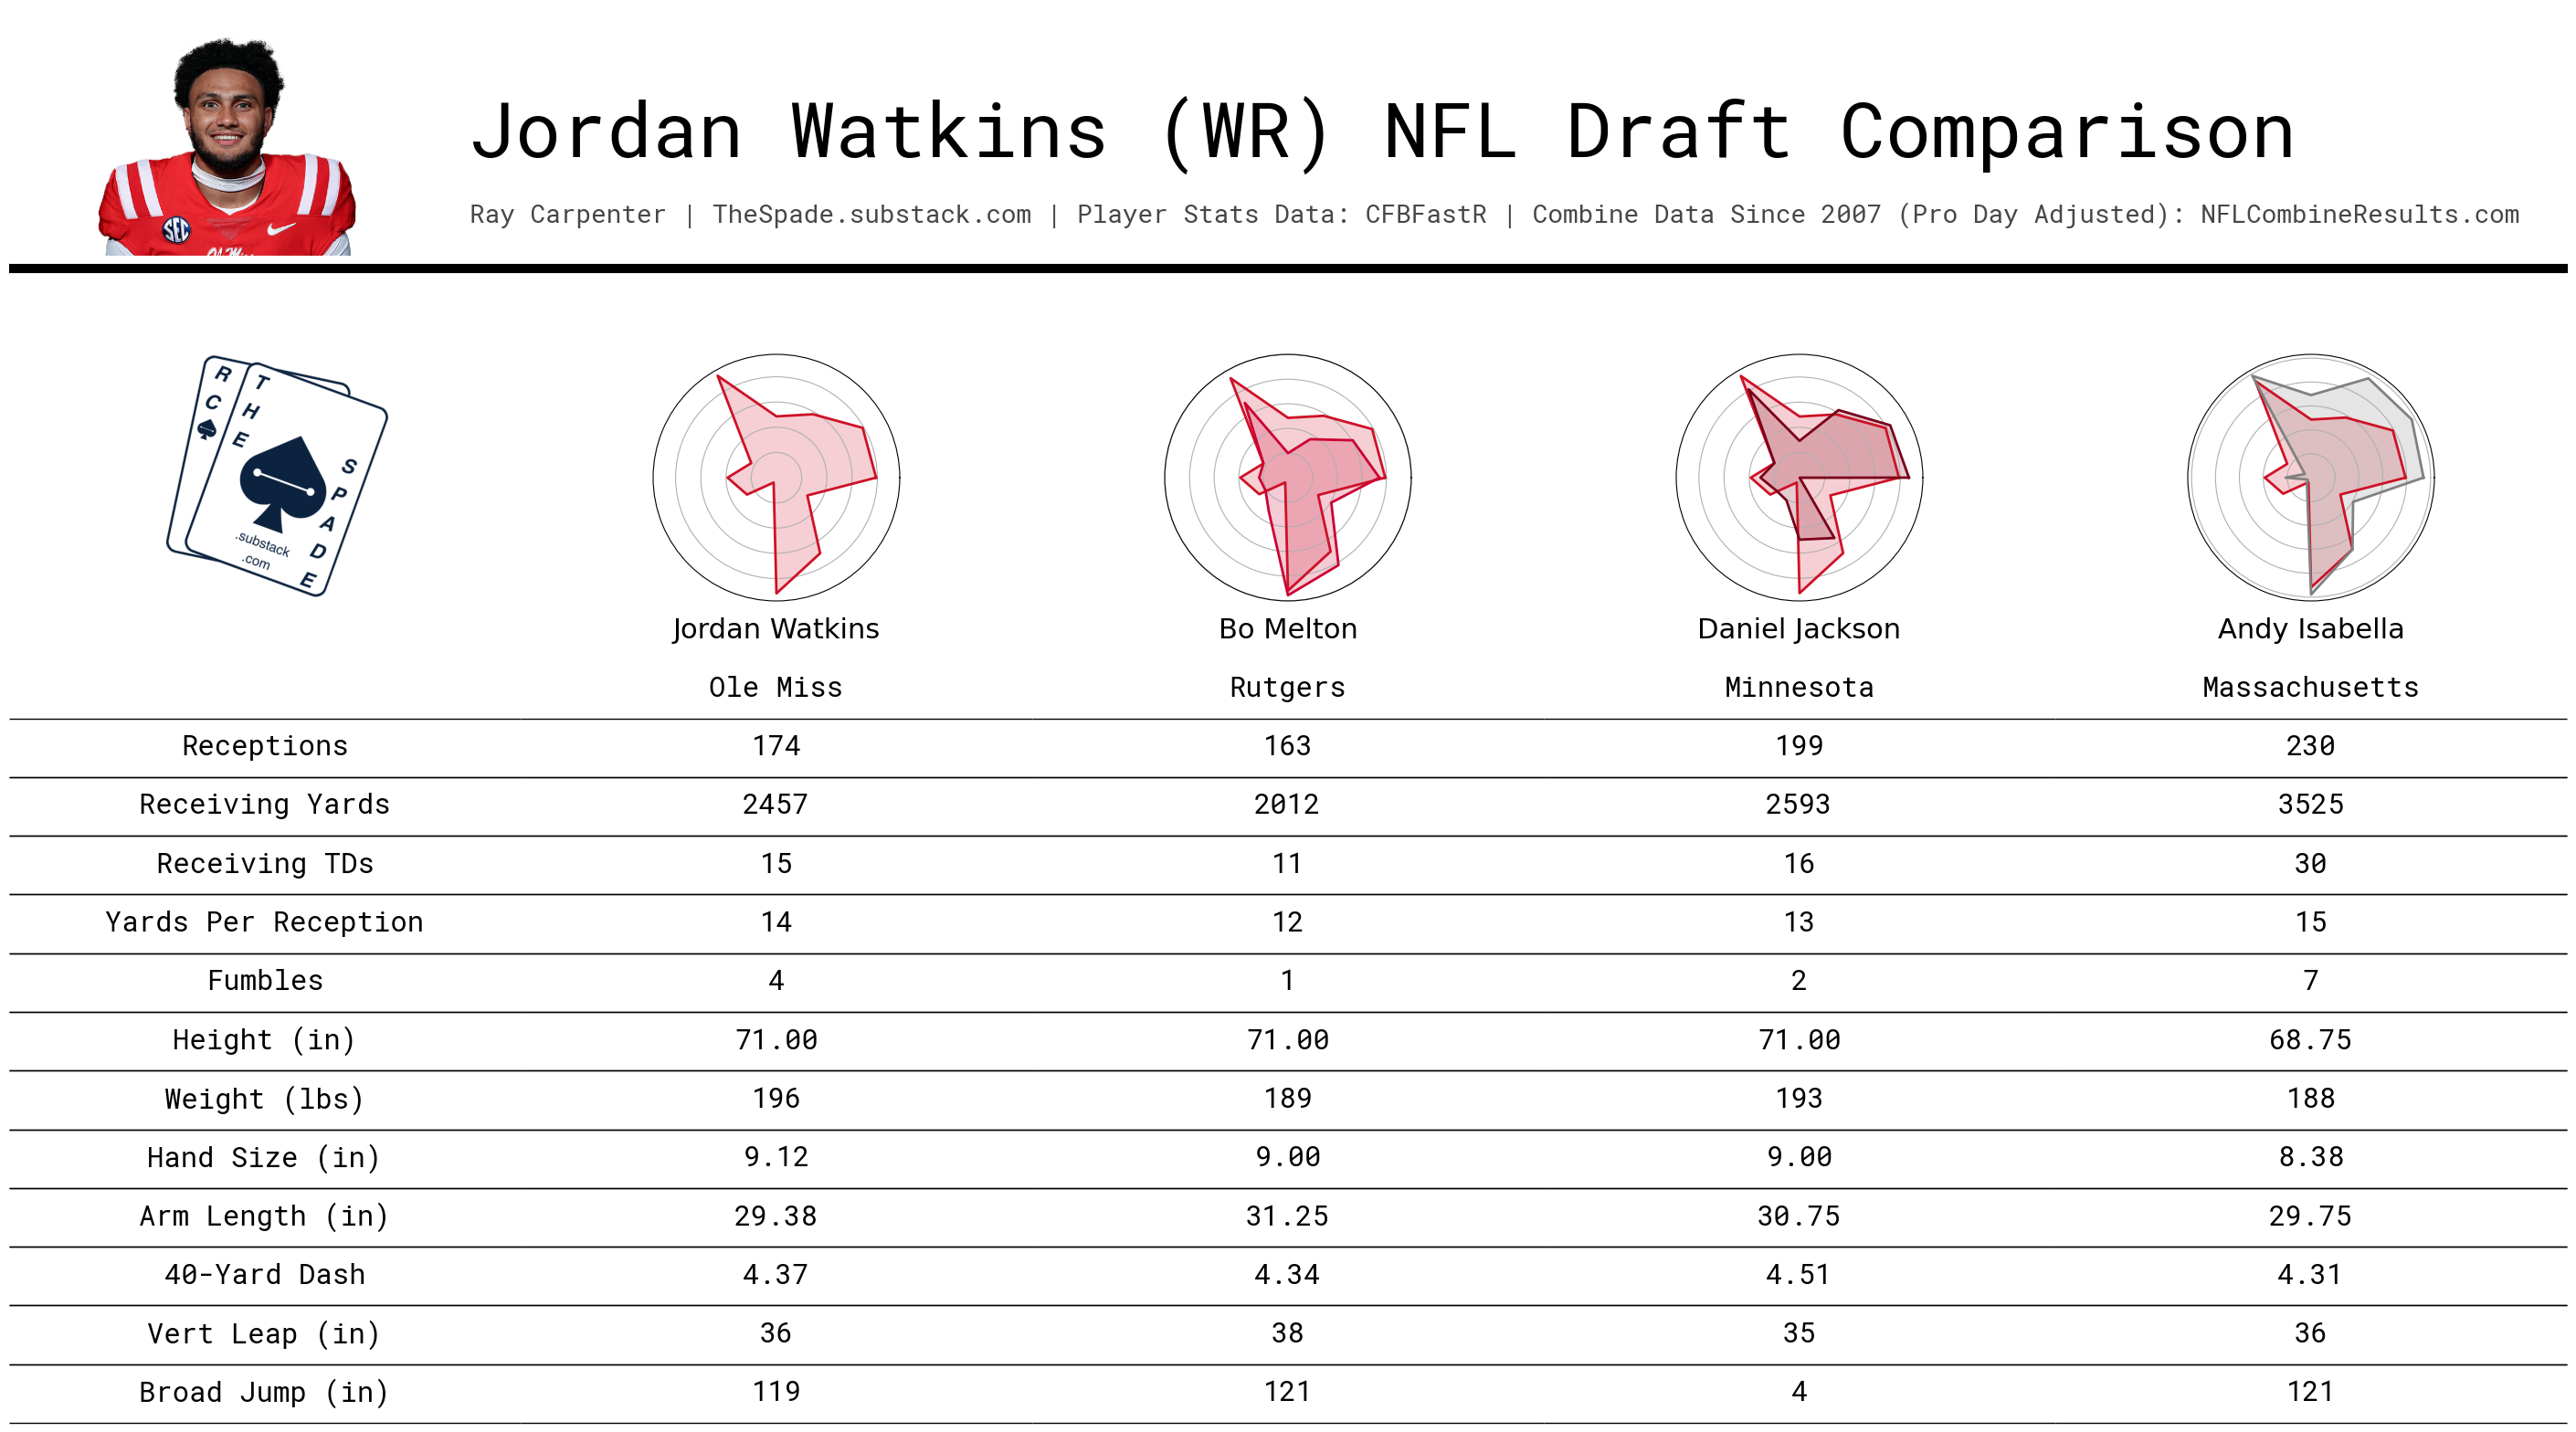 Jordan Watkins (WR) NFL Draft Comparison
Ray Carpenter | TheSpade.substack.com | Player Stats Data: CFBFastR | Combine Data Since 2007 (Pro Day Adjusted): NFLCombineResults.com
SEC
R C
THE SPADE
.substack
.com
Jordan Watkins Bo Melton Daniel Jackson Andy Isabella
Ole Miss Rutgers Minnesota Massachusetts
Receptions 174 163 199 230
Receiving Yards 2457 2012 2593 3525
Receiving TDs 15 11 16 30
Yards Per Reception 14 12 13 15
Fumbles 4 1 2 7
Height (in) 71.00 71.00 71.00 68.75
Weight (lbs) 196 189 193 188
Hand Size (in) 9.12 9.00 9.00 8.38
Arm Length (in) 29.38 31.25 30.75 29.75
40-Yard Dash 4.37 4.34 4.51 4.31
Vert Leap (in) 36 38 35 36
Broad Jump (in) 119 121 4 121